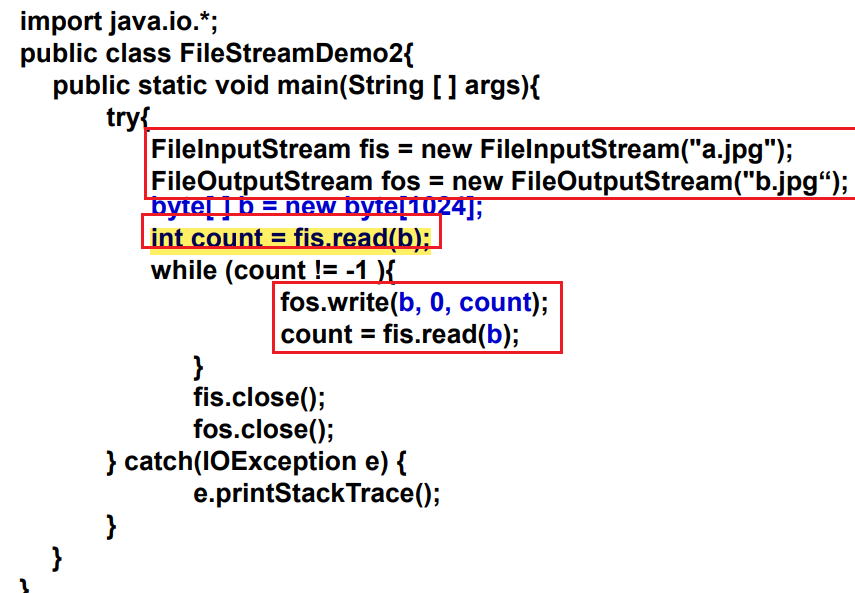 import java.io.*;
public class FileStreamDemo2{
public static void main(String [ ] args){
try{
FileInputStream fis = new FileInputStream("a.jpg");
FileOutputStream fos = new FileOutputStream("b.jpg“);
byte[ ] b = new byte[1024];
int count = fis.read(b);
while (count != -1 ){
fos.write(b, 0, count);
count = fis.read(b);
}
fis.close();
fos.close();
} catch(IOException e) {
e.printStackTrace();
}
}
}